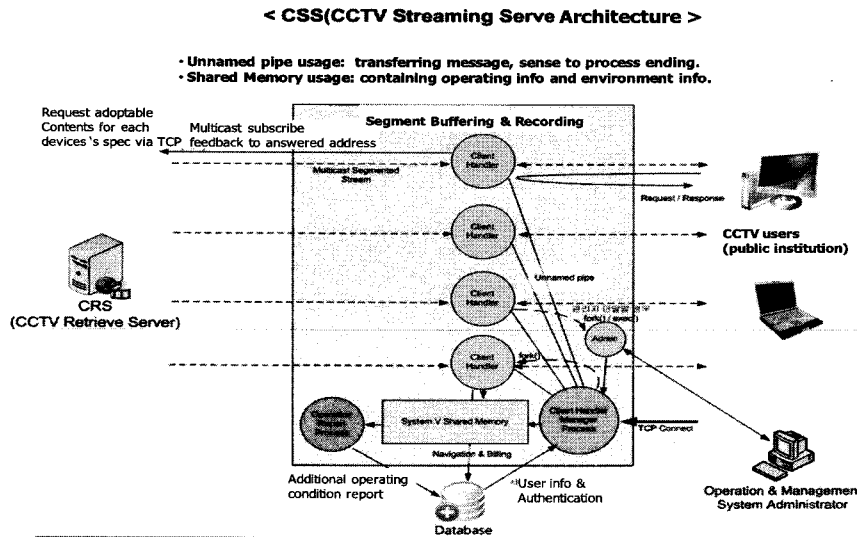 < CSS(CCTV Streaming Serve Architecture >
• Unnamed pipe usage: transferring message, sense to process ending.
• Shared Memory usage: containing operating info and environment info.
Request adoptable
Contents for each
devices's spec via TCP
Multicast subscribe
feedback to answered address
Segment Buffering & Recording
Client
Handler
Multicast Segmented
Stream
Request / Response
Client
Handler
CCTV users
(public institution)
Unnamed pipe
Client
Handler
CRS
(CCTV Retrieve Server)
fork() / exec()
Admin
Client
Handler
fork()
Process
System V Shared Memory
Client Handler
Manager
Process
TCP Connect
Navigation & Billing
Additional operating
condition report
User info &
Authentication
Database
Operation & Management
System Administrator